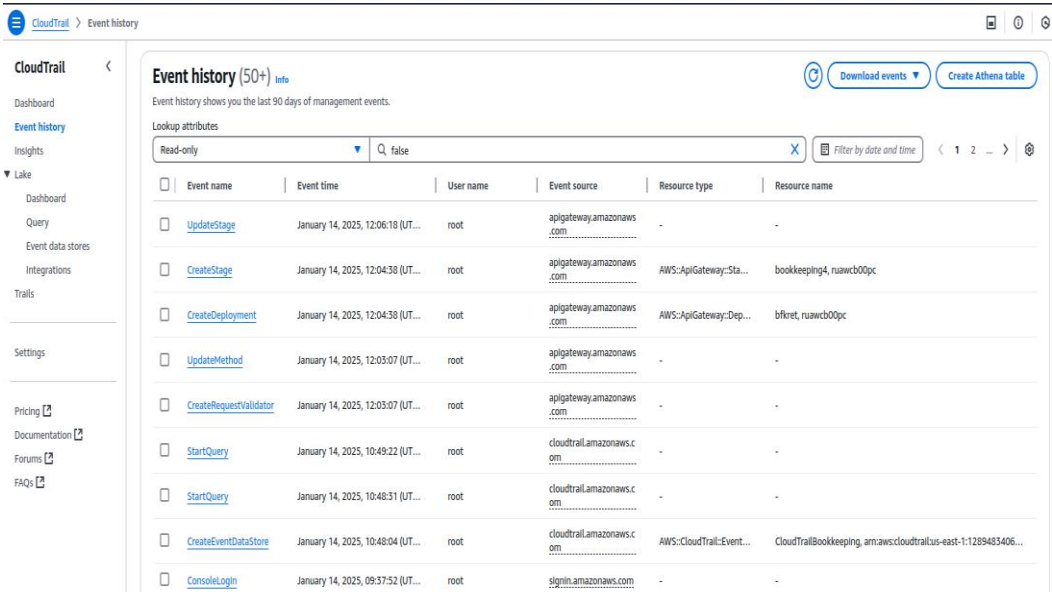 CloudTrail > Event history
CloudTrail
Dashboard
Event history
Insights
Lake
Dashboard
Query
Event data stores
Integrations
Trails
Settings
Pricing
Documentation
Forums
FAQs
Event history (50+) Info
Download events
Create Athena table
Event history shows you the last 90 days of management events.
Lookup attributes
Read-only
false
Filter by date and time
1 2 ...
Event name Event time User name Event source Resource type Resource name
UpdateStage January 14, 2025, 12:06:18 (UT... root apigateway.amazonaws
.com - -
CreateStage January 14, 2025, 12:04:38 (UT... root apigateway.amazonaws
.com AWS::ApiGateway::Sta... bookkeeping4, ruawcb00pc
CreateDeployment January 14, 2025, 12:04:38 (UT... root apigateway.amazonaws
.com AWS::ApiGateway::Dep... bfkret, ruawcb00pc
UpdateMethod January 14, 2025, 12:03:07 (UT... root apigateway.amazonaws
.com - -
CreateRequestValidator January 14, 2025, 12:03:07 (UT... root apigateway.amazonaws
.com - -
StartQuery January 14, 2025, 10:49:22 (UT... root cloudtrail.amazonaws.c
om - -
StartQuery January 14, 2025, 10:48:31 (UT... root cloudtrail.amazonaws.c
om - -
CreateEventDataStore January 14, 2025, 10:48:04 (UT... root cloudtrail.amazonaws.c
om AWS::CloudTrail::Event... CloudTrailBookkeeping, arn:aws:cloudtrail:us-east-1:1289483406...
ConsoleLogin January 14, 2025, 09:37:52 (UT... root signin.amazonaws.com - -